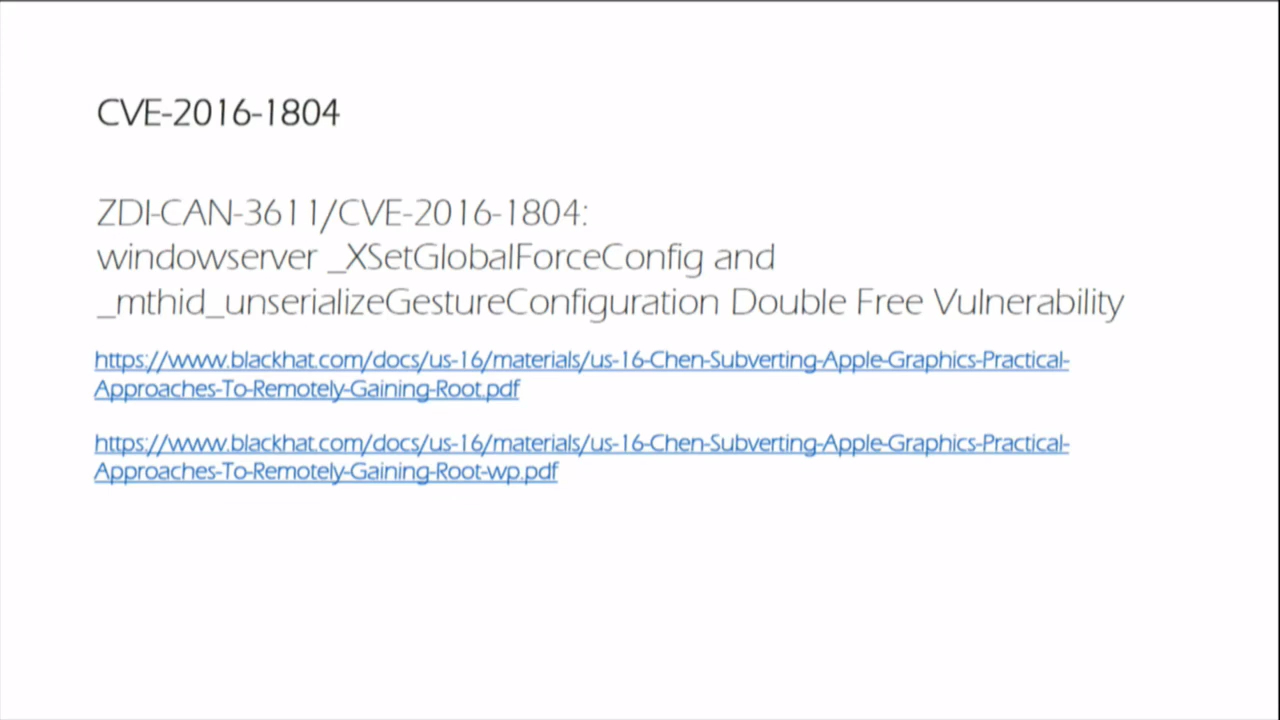 CVE-2016-1804
ZDI-CAN-3611/CVE-2016-1804:
windowserver _XSetGlobalForceConfig and
_mthid_unserializeGestureConfiguration Double Free Vulnerability
https://www.blackhat.com/docs/us-16/materials/us-16-Chen-Subverting-Apple-Graphics-Practical-
Approaches-To-Remotely-Gaining-Root.pdf
https://www.blackhat.com/docs/us-16/materials/us-16-Chen-Subverting-Apple-Graphics-Practical-
Approaches-To-Remotely-Gaining-Root-wp.pdf